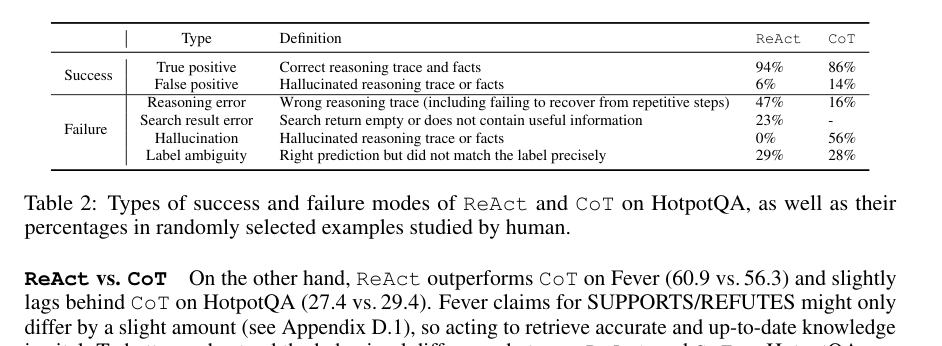 Type Definition ReAct CoT
Success True positive Correct reasoning trace and facts 94% 86%
False positive Hallucinated reasoning trace or facts 6% 14%
Failure Reasoning error Wrong reasoning trace (including failing to recover from repetitive steps) 47% 16%
Search result error Search return empty or does not contain useful information 23% -
Hallucination Hallucinated reasoning trace or facts 0% 56%
Label ambiguity Right prediction but did not match the label precisely 29% 28%
Table 2: Types of success and failure modes of ReAct and CoT on HotpotQA, as well as their
percentages in randomly selected examples studied by human.
ReAct vs. CoT On the other hand, ReAct outperforms CoT on Fever (60.9 vs. 56.3) and slightly
lags behind CoT on HotpotQA (27.4 vs. 29.4). Fever claims for SUPPORTS/REFUTES might only
differ by a slight amount (see Appendix D.1), so acting to retrieve accurate and up-to-date knowledge